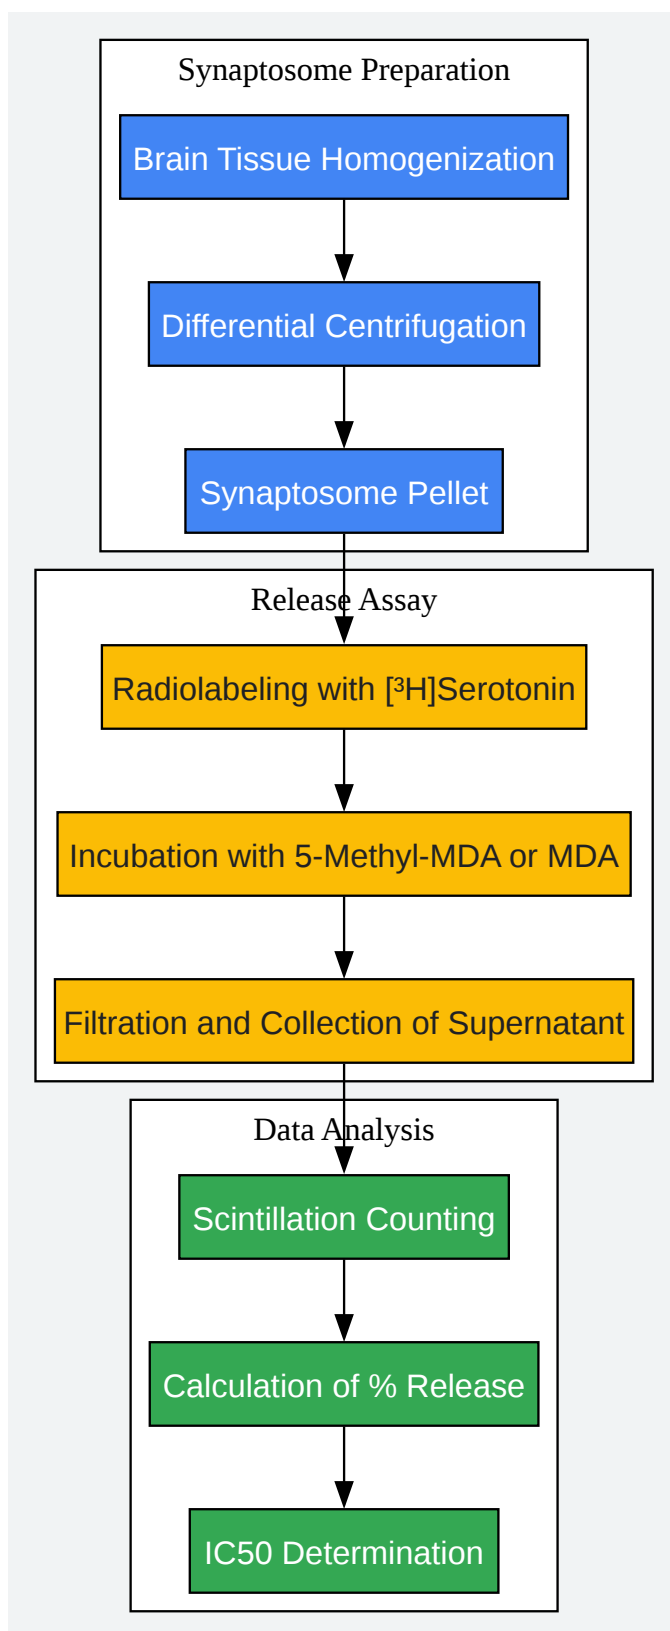 Synaptosome Preparation
Brain Tissue Homogenization
Differential Centrifugation
Synaptosome Pellet
Release Assay
Radiolabeling with [³H]Serotonin
Incubation with 5-Methyl-MDA or MDA
Filtration and Collection of Supernatant
Data Analysis
Scintillation Counting
Calculation of % Release
IC50 Determination